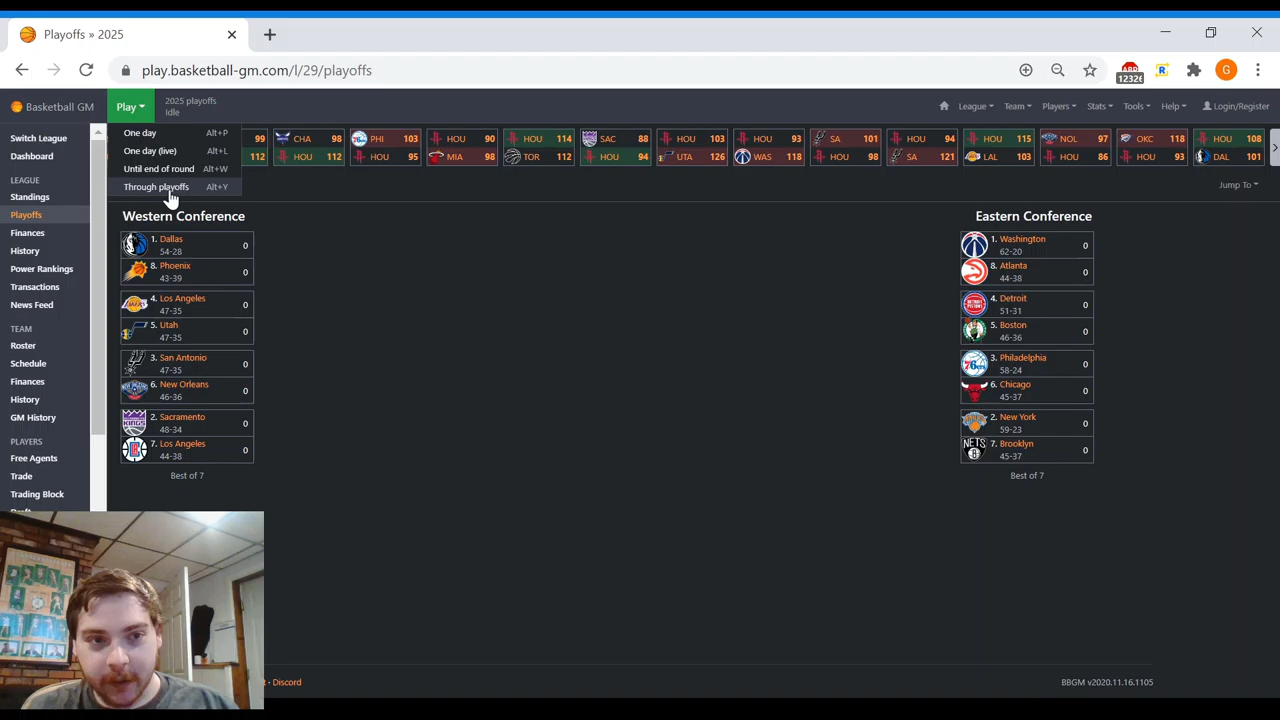 Playoffs » 2025
play.basketball-gm.com/l/29/playoffs
ABP
12326
R
G
Basketball GM
Play
2025 playoffs
Idle
League
Team
Players
Stats
Tools
Help
Login/Register
99
112
CHA 98
HOU 112
PHI 103
HOU 95
HOU 90
MIA 98
HOU 114
TOR 112
SAC 88
HOU 94
HOU 103
UTA 126
HOU 93
WAS 118
SA 101
HOU 98
HOU 94
SA 121
HOU 115
LAL 103
NOL 97
HOU 86
OKC 118
HOU 93
HOU 108
DAL 101
One day Alt+P
One day (live) Alt+L
Until end of round Alt+W
Through playoffs Alt+Y
Jump To
Switch League
Dashboard
LEAGUE
Standings
Playoffs
Finances
History
Power Rankings
Transactions
News Feed
TEAM
Roster
Schedule
Finances
History
GM History
PLAYERS
Free Agents
Trade
Trading Block
Draft
Western Conference
1. Dallas 0
54-28
8. Phoenix 0
43-39
4. Los Angeles 0
47-35
5. Utah 0
47-35
3. San Antonio 0
47-35
6. New Orleans 0
46-36
2. Sacramento 0
48-34
7. Los Angeles 0
44-38
Best of 7
Eastern Conference
1. Washington 0
62-20
8. Atlanta 0
44-38
4. Detroit 0
51-31
5. Boston 0
46-36
3. Philadelphia 0
58-24
6. Chicago 0
45-37
2. New York 0
59-23
7. Brooklyn 0
45-37
Best of 7
· Discord
BBGM v2020.11.16.1105